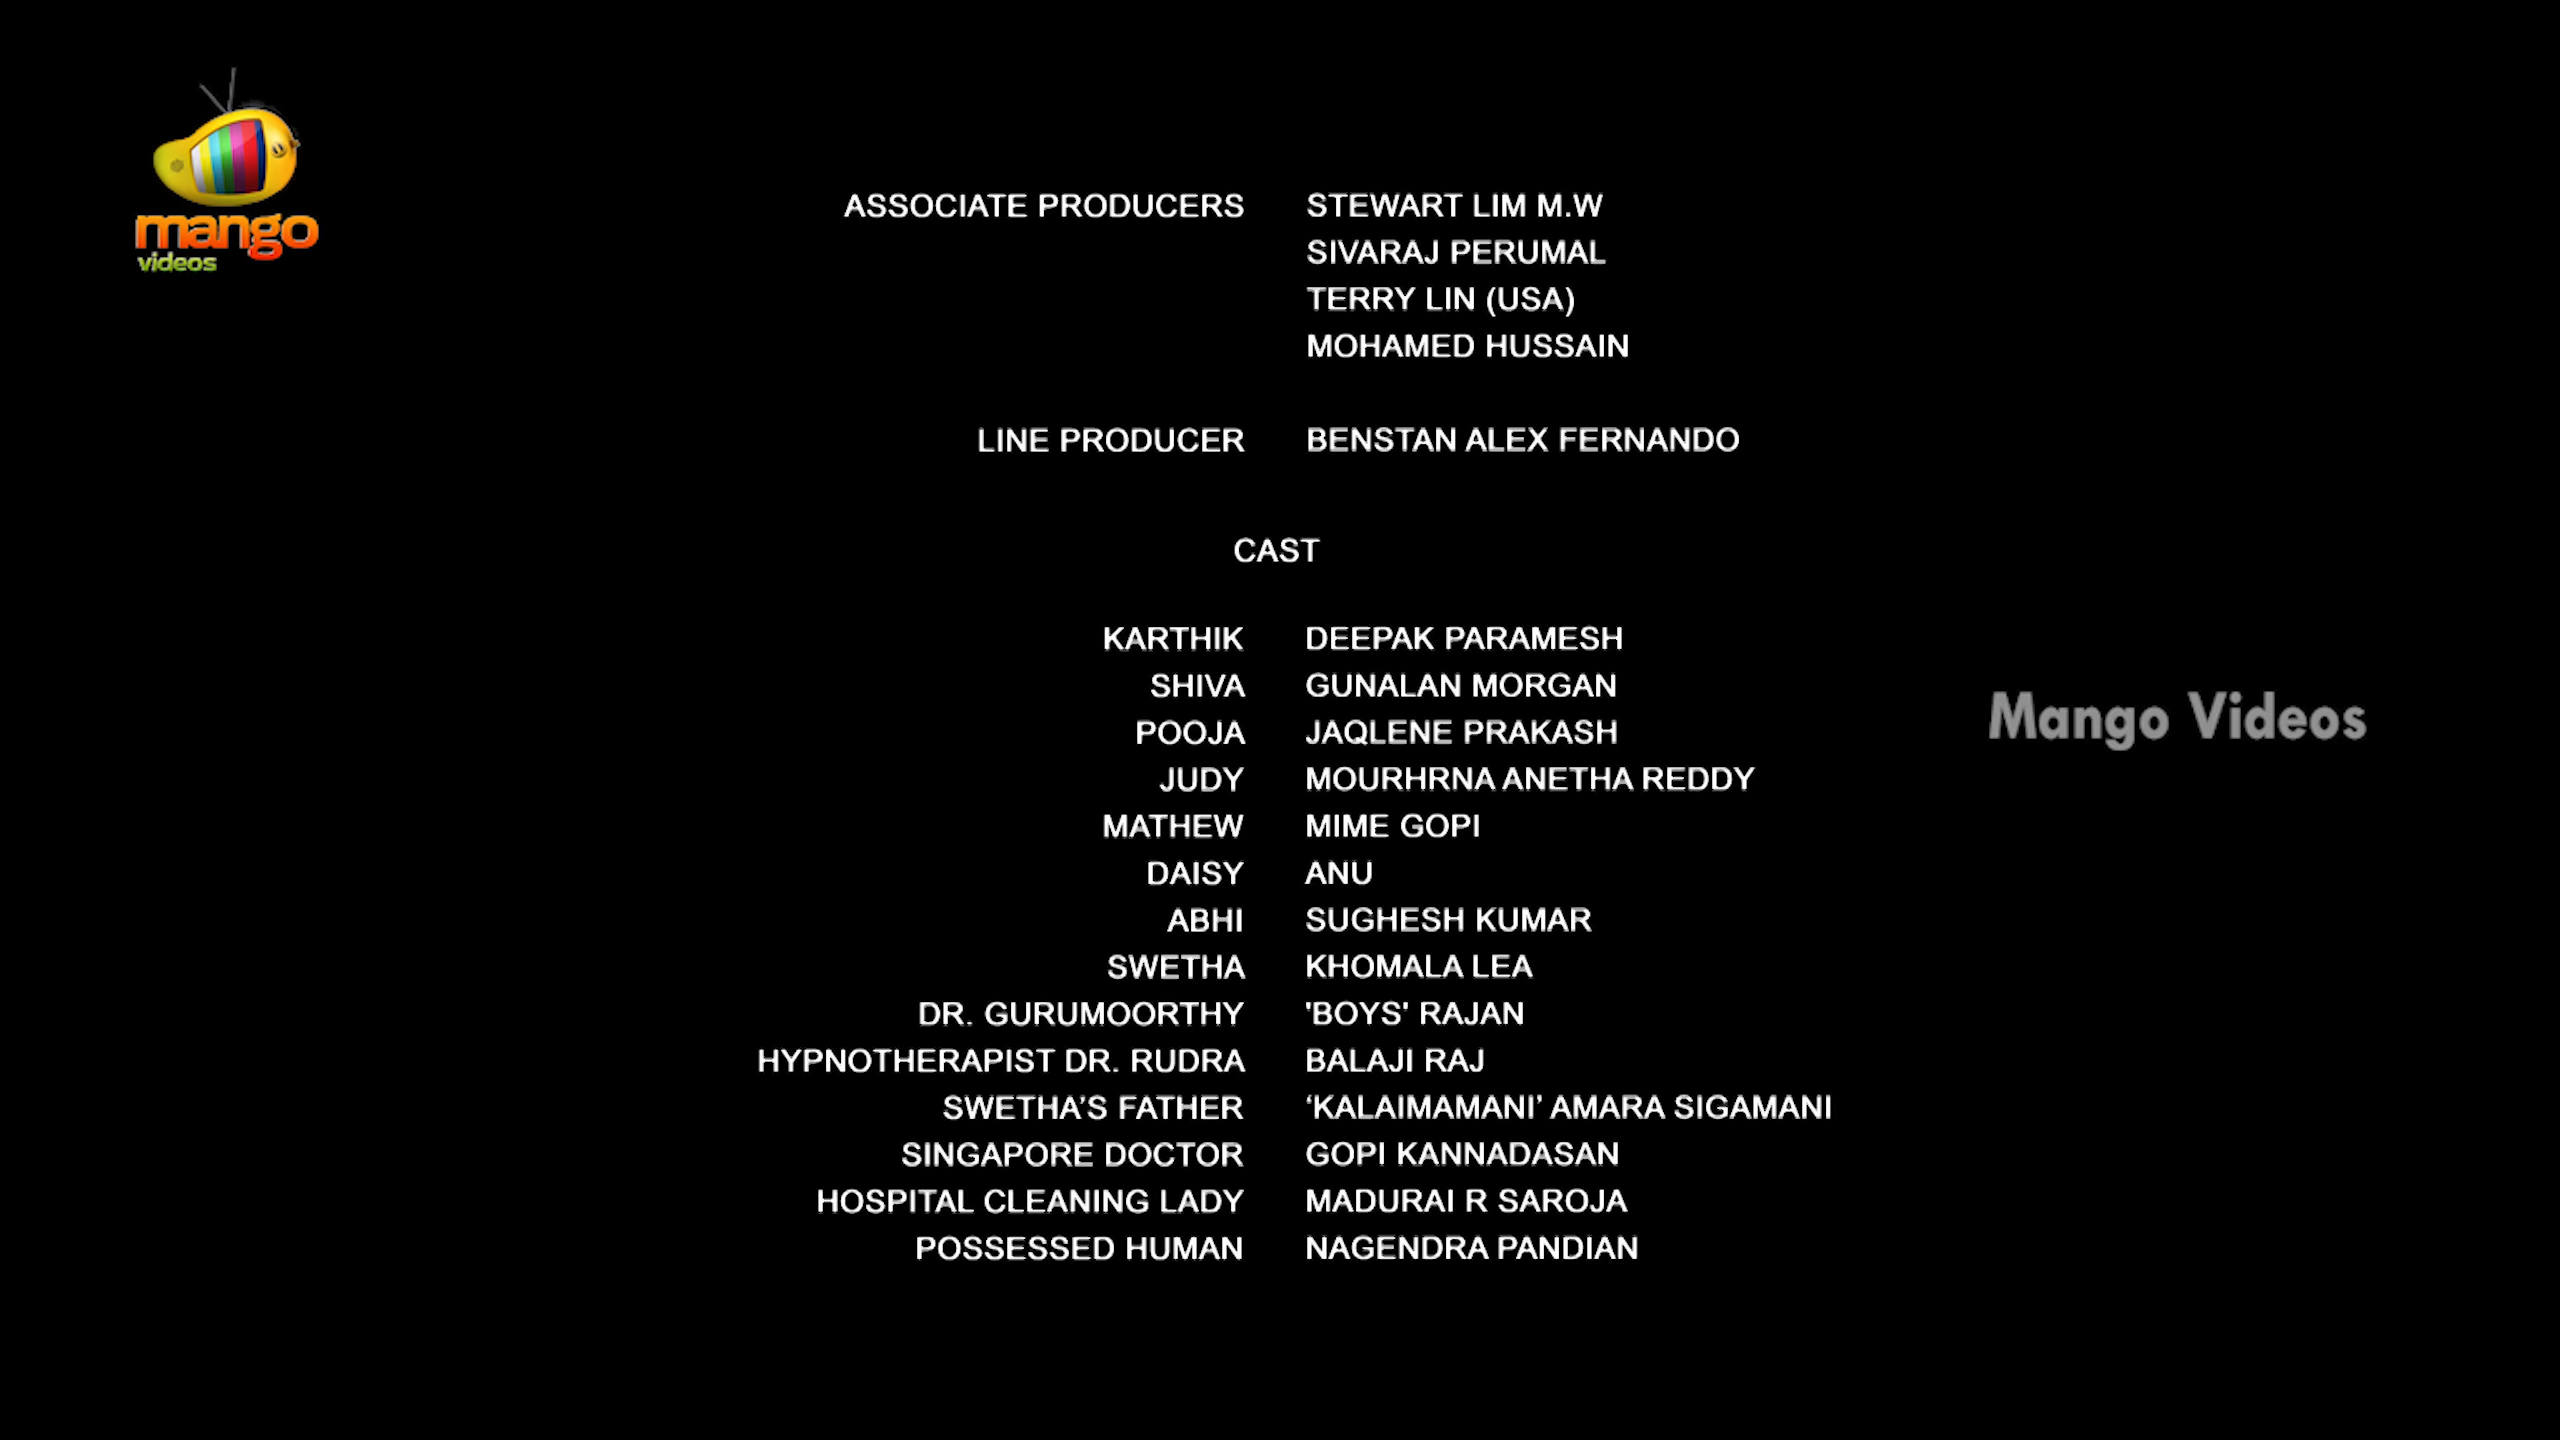 mango
videos
ASSOCIATE PRODUCERS STEWART LIM M.W
SIVARAJ PERUMAL
TERRY LIN (USA)
MOHAMED HUSSAIN
LINE PRODUCER BENSTAN ALEX FERNANDO
CAST
KARTHIK DEEPAK PARAMESH
SHIVA GUNALAN MORGAN
POOJA JAQLENE PRAKASH
Mango Videos
JUDY MOURHRNA ANETHA REDDY
MATHEW MIME GOPI
DAISY ANU
ABHI SUGHESH KUMAR
SWETHA KHOMALA LEA
DR. GURUMOORTHY 'BOYS' RAJAN
HYPNOTHERAPIST DR. RUDRA BALAJI RAJ
SWETHA’S FATHER ‘KALAIMAMANI’ AMARA SIGAMANI
SINGAPORE DOCTOR GOPI KANNADASAN
HOSPITAL CLEANING LADY MADURAI R SAROJA
POSSESSED HUMAN NAGENDRA PANDIAN